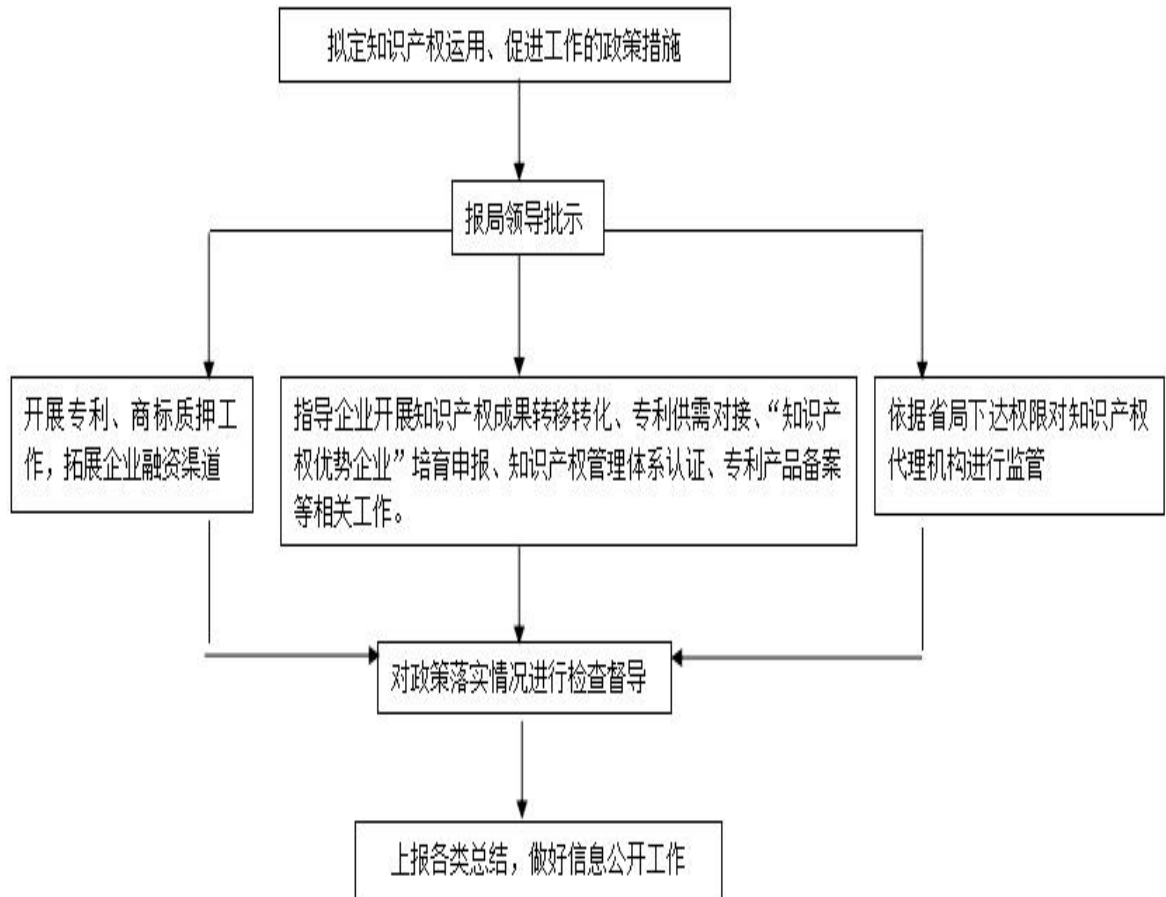 拟定知识产权运用、促进工作的政策措施
报局领导批示
开展专利、商标质押工
作，拓展企业融资渠道
指导企业开展知识产权成果转移转化、专利供需对接、“知识产
权优势企业”培育申报、知识产权管理体系认证、专利产品备案
等相关工作。
依据省局下达权限对知识产权
代理机构进行监管
对政策落实情况进行检查督导
上报各类总结，做好信息公开工作